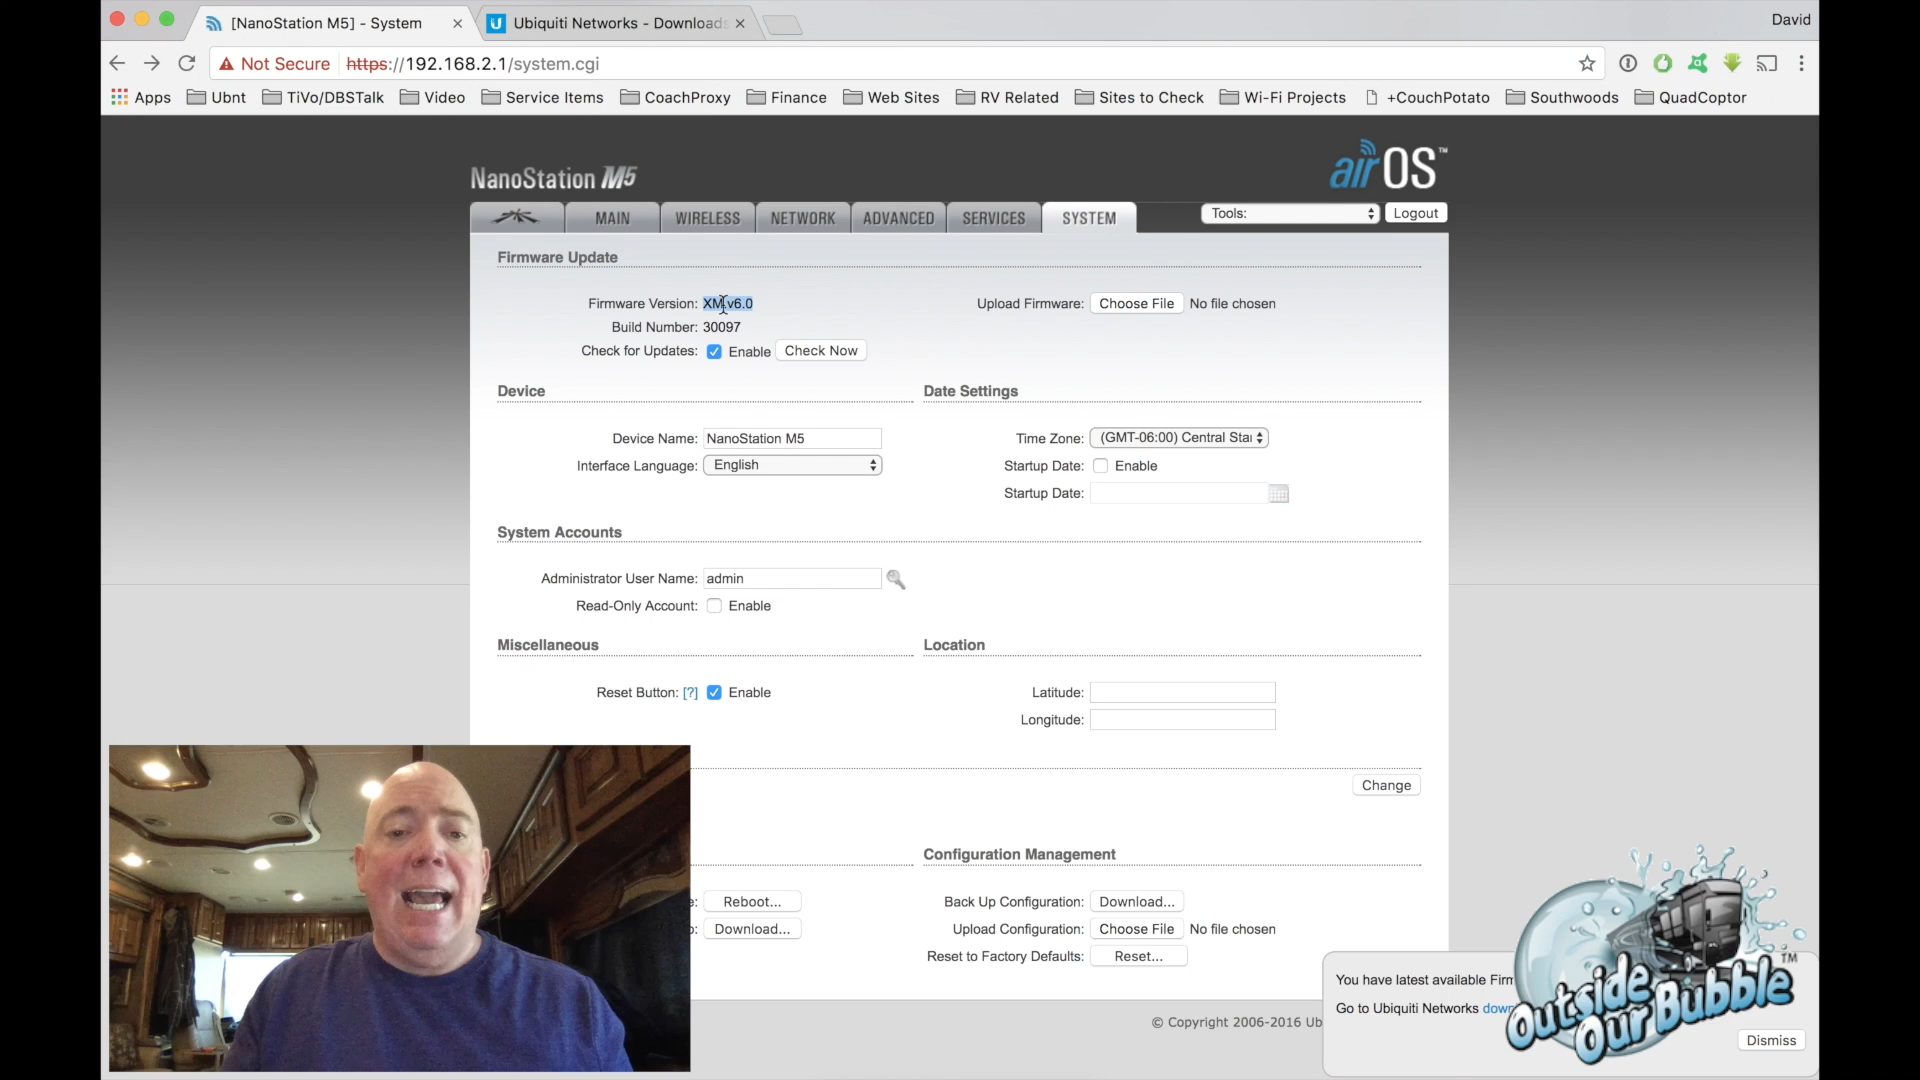 [NanoStation M5] - System
Ubiquiti Networks - Downloads
David
Not Secure https://192.168.2.1/system.cgi
Apps Ubnt TiVo/DBSTalk Video Service Items CoachProxy Finance Web Sites RV Related Sites to Check Wi-Fi Projects +CouchPotato Southwoods QuadCoptor
NanoStation M5
airOS™
MAIN WIRELESS NETWORK ADVANCED SERVICES SYSTEM
Tools: Logout
Firmware Update
Firmware Version: XM.v6.0
Upload Firmware: Choose File No file chosen
Build Number: 30097
Check for Updates: Enable Check Now
Device
Date Settings
Device Name: NanoStation M5
Time Zone: (GMT-06:00) Central Sta
Interface Language: English
Startup Date: Enable
Startup Date:
System Accounts
Administrator User Name: admin
Read-Only Account: Enable
Miscellaneous
Location
Reset Button: [?] Enable
Latitude:
Longitude:
Change
Configuration Management
Reboot...
Back Up Configuration: Download...
Download...
Upload Configuration: Choose File No file chosen
Reset to Factory Defaults: Reset...
© Copyright 2006-2016 Ub
You have latest available Firm
Go to Ubiquiti Networks down
Dismiss
Outside
Our Bubble™